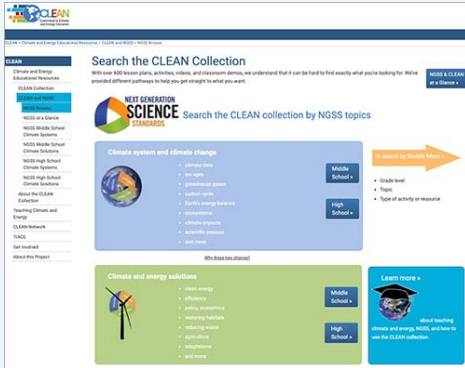 CLEAN
CLEAN > Climate and Energy Educational Resources > CLEAN and NGSS > NGSS Browse
CLEAN
Climate and Energy
Educational Resources
CLEAN Collection
CLEAN and NGSS
NGSS Browse
NGSS at a Glance
NGSS Middle School
Climate Systems
NGSS Middle School
Climate Solutions
NGSS High School
Climate Systems
NGSS High School
Climate Solutions
About the CLEAN
Collection
Teaching Climate and
Energy
CLEAN Network
TrACE
Get Involved
About this Project
Search the CLEAN Collection
With over 600 lesson plans, activities, videos, and classroom demos, we understand that it can be hard to find exactly what you're looking for. We've
provided different pathways to help you get straight to what you want.
NGSS & CLEAN
at a Glance »
NEXT GENERATION
SCIENCE
STANDARDS
Search the CLEAN collection by NGSS topics
Climate system and climate change
climate data
ice ages
greenhouse gases
carbon cycle
Earth's energy balance
ecosystems
climate impacts
scientific process
and more
Middle
School »
High
School »
Or search by flexible filters »
Grade level
Topic
Type of activity or resource
Why these two choices?
Climate and energy solutions
clean energy
efficiency
policy, economics
restoring habitats
reducing waste
agriculture
adaptations
and more
Middle
School »
High
School »
Learn more »
about teaching
climate and energy, NGSS, and how to
use the CLEAN collection.